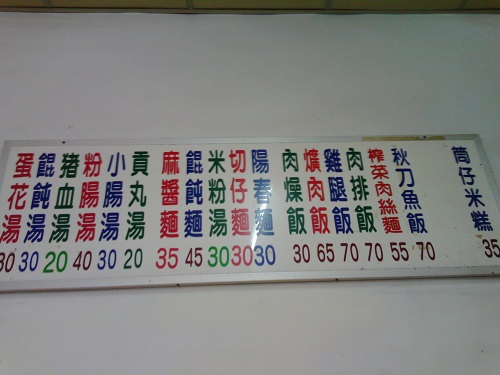 筒仔米糕 35
秋刀魚飯 70
榨菜肉絲麵 55
肉排飯 70
雞腿飯 70
爌肉飯 65
肉燥飯 30
陽春麵 30
切仔麵 30
米粉湯 30
餛飩麵 45
麻醬麵 35
貢丸湯 20
小腸湯 30
粉腸湯 40
豬血湯 20
餛飩湯 30
蛋花湯 30